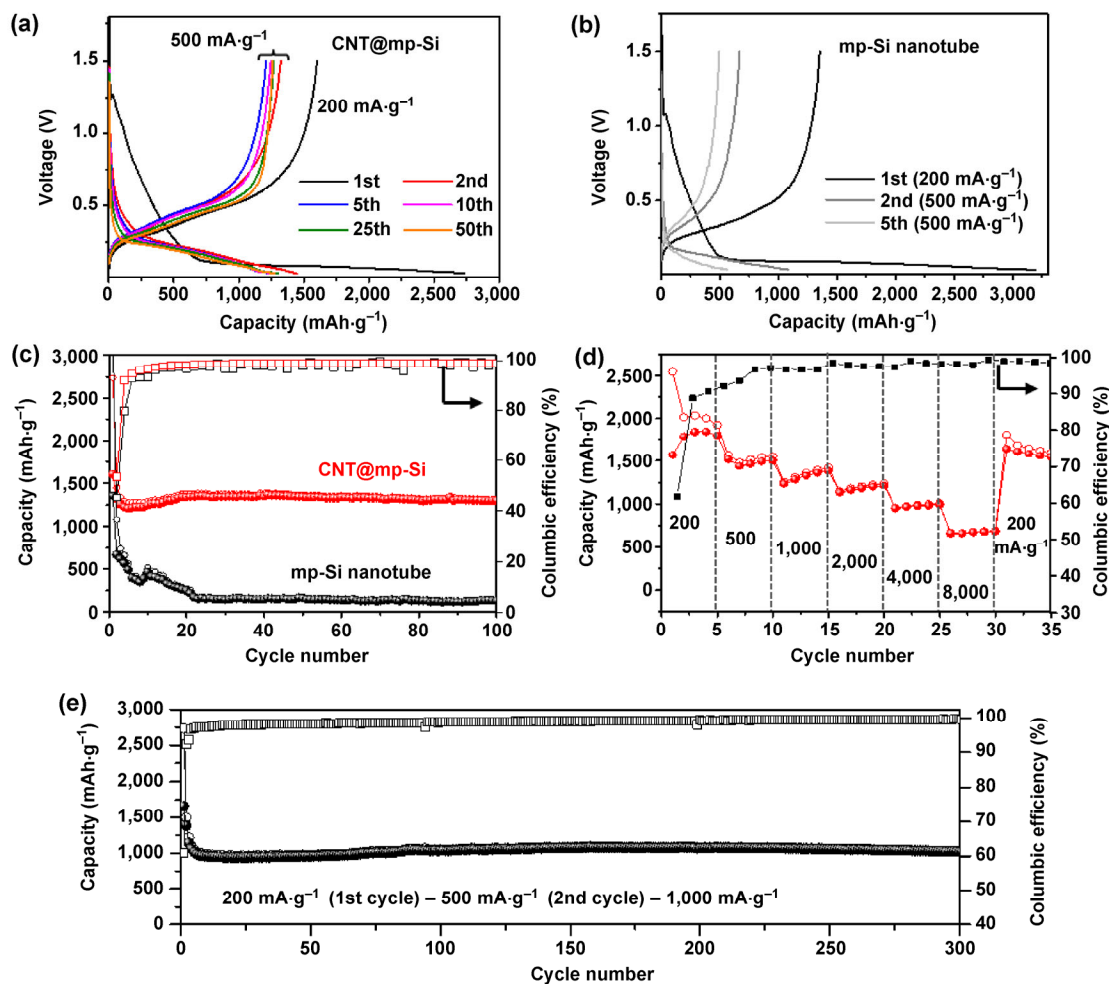 (a)
500 mA·g⁻¹
CNT@mp-Si
200 mA·g⁻¹
1.5
1.0
0.5
Voltage (V)
1st 2nd
5th 10th
25th 50th
0 500 1,000 1,500 2,000 2,500 3,000
Capacity (mAh·g⁻¹)
(b)
mp-Si nanotube
1.5
1.0
0.5
Voltage (V)
1st (200 mA·g⁻¹)
2nd (500 mA·g⁻¹)
5th (500 mA·g⁻¹)
0 500 1,000 1,500 2,000 2,500 3,000
Capacity (mAh·g⁻¹)
(c)
3,000
2,500
2,000
1,500
1,000
500
0
Capacity (mAh·g⁻¹)
CNT@mp-Si
mp-Si nanotube
100
80
60
40
20
0
Columbic efficiency (%)
0 20 40 60 80 100
Cycle number
(d)
2,500
2,000
1,500
1,000
500
0
Capacity (mAh·g⁻¹)
200
500
1,000
2,000
4,000
8,000
200
mA·g⁻¹
100
90
80
70
60
50
40
30
Columbic efficiency (%)
0 5 10 15 20 25 30 35
Cycle number
(e)
3,000
2,500
2,000
1,500
1,000
500
0
Capacity (mAh·g⁻¹)
200 mA·g⁻¹ (1st cycle) – 500 mA·g⁻¹ (2nd cycle) – 1,000 mA·g⁻¹
100
90
80
70
60
50
40
Columbic efficiency (%)
0 50 100 150 200 250 300
Cycle number